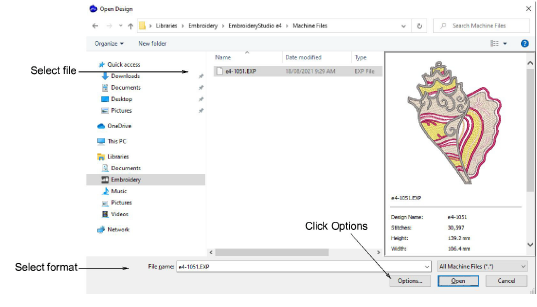 Open Design
Libraries > Embroidery > EmbroideryStudio e4 > Machine Files
Search Machine Files
Organize
New folder
Name
Date modified
Type
Select file
e4-1051.EXP
18/08/2021 9:29 AM
EXP File
Quick access
Downloads
Documents
Desktop
Pictures
OneDrive
This PC
Libraries
Documents
Embroidery
Music
Pictures
Videos
Network
e4-1051.EXP
Design Name: e4-1051
Stitches: 30,597
Height: 139.2 mm
Width: 106.4 mm
Click Options
Select format
File name: e4-1051.EXP
All Machine Files (*.*)
Options...
Open
Cancel